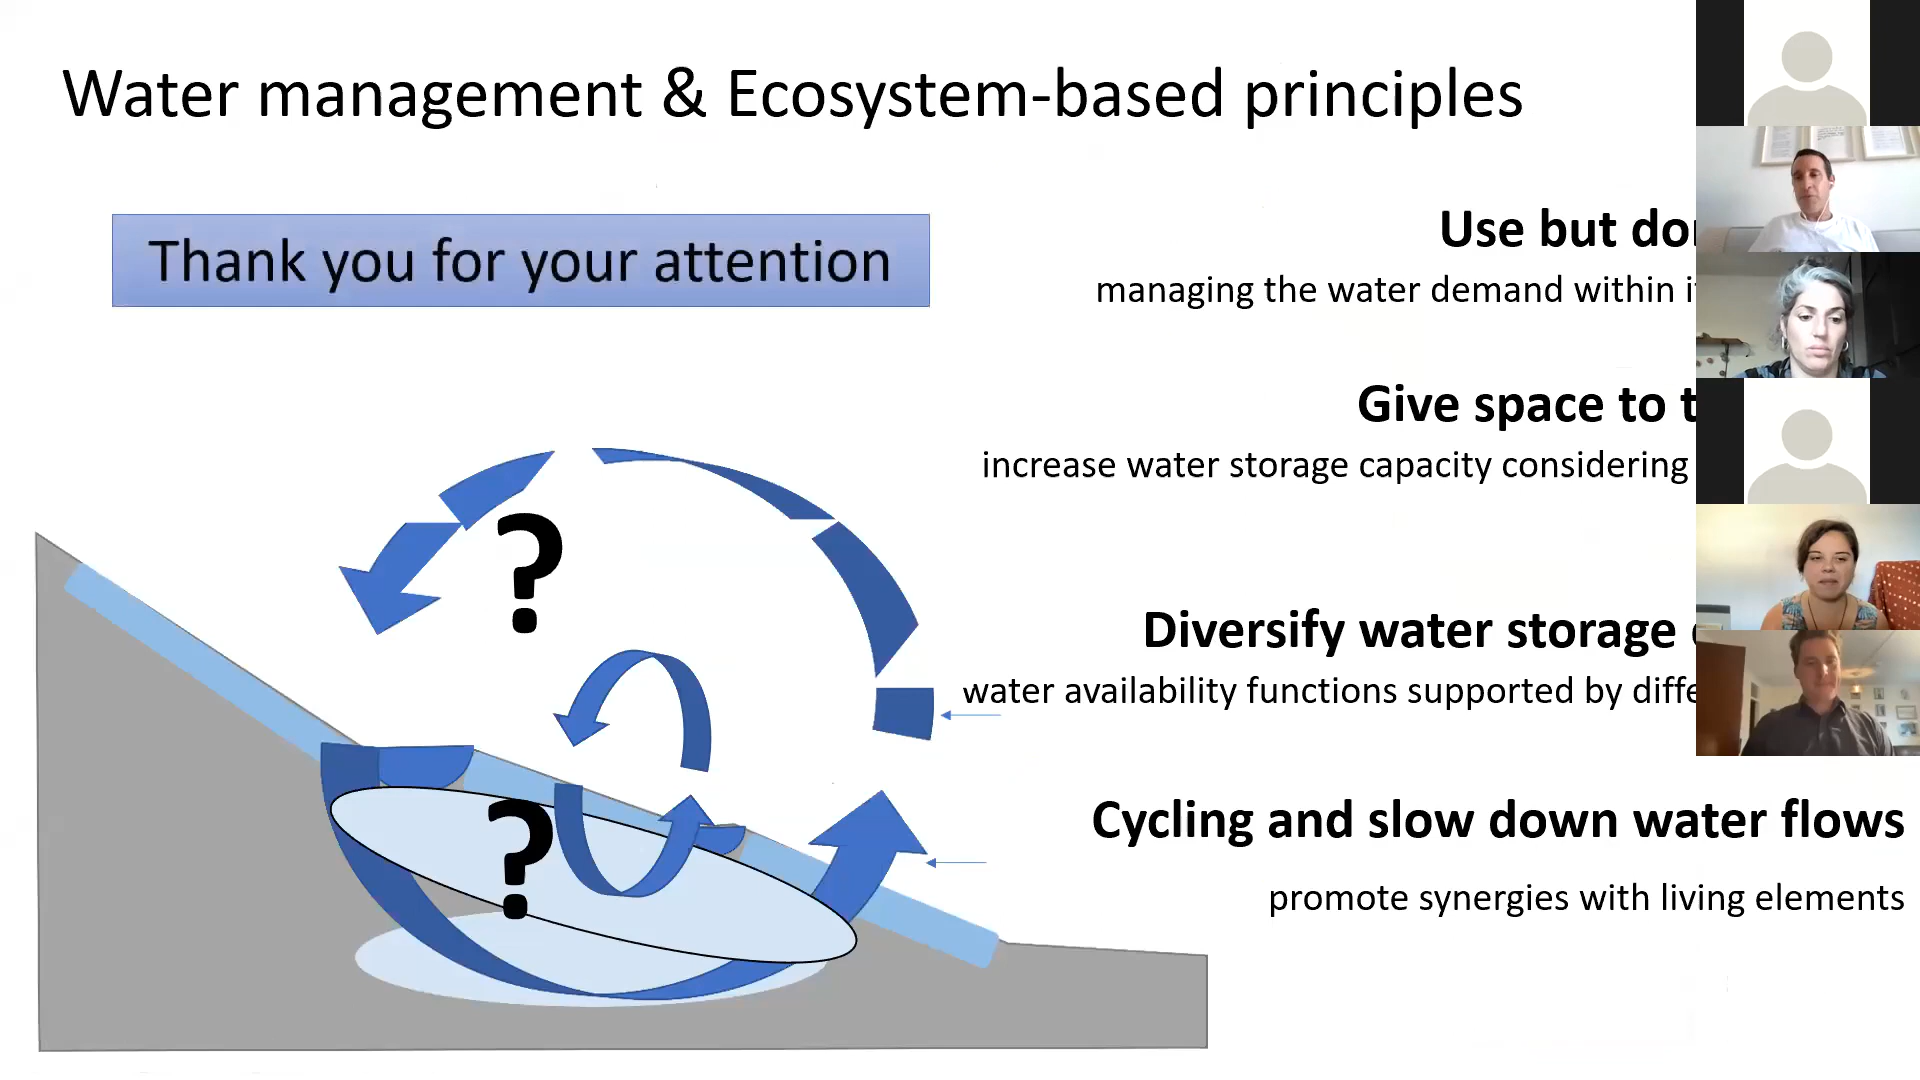 Water management & Ecosystem-based principles
Thank you for your attention
Use but
managing the water demand within
Give space to
increase water storage capacity considering
?
Diversify water storage
water availability functions supported by
?
Cycling and slow down water flows
promote synergies with living elements